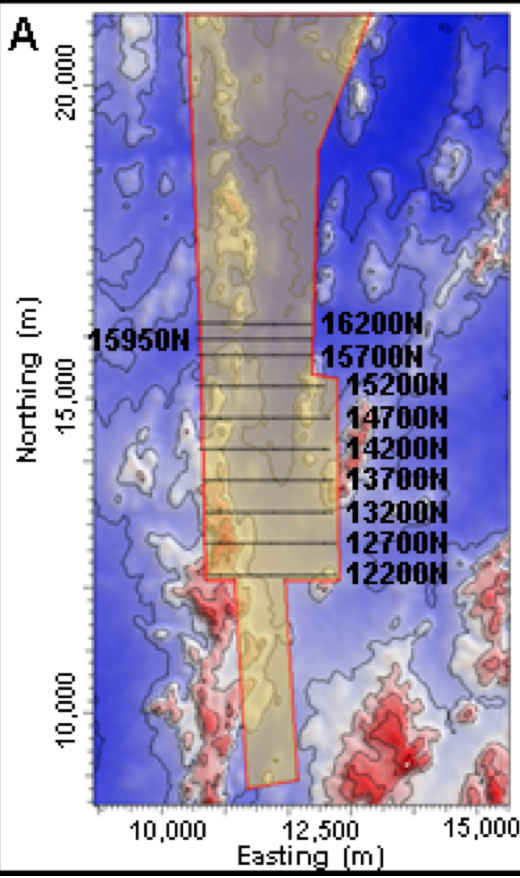 A
20,000
16200N
15950N
15700N
15200N
15,000
14700N
14200N
13700N
13200N
12700N
12200N
10,000
Northing (m)
10,000 12,500 15,000
Easting (m)